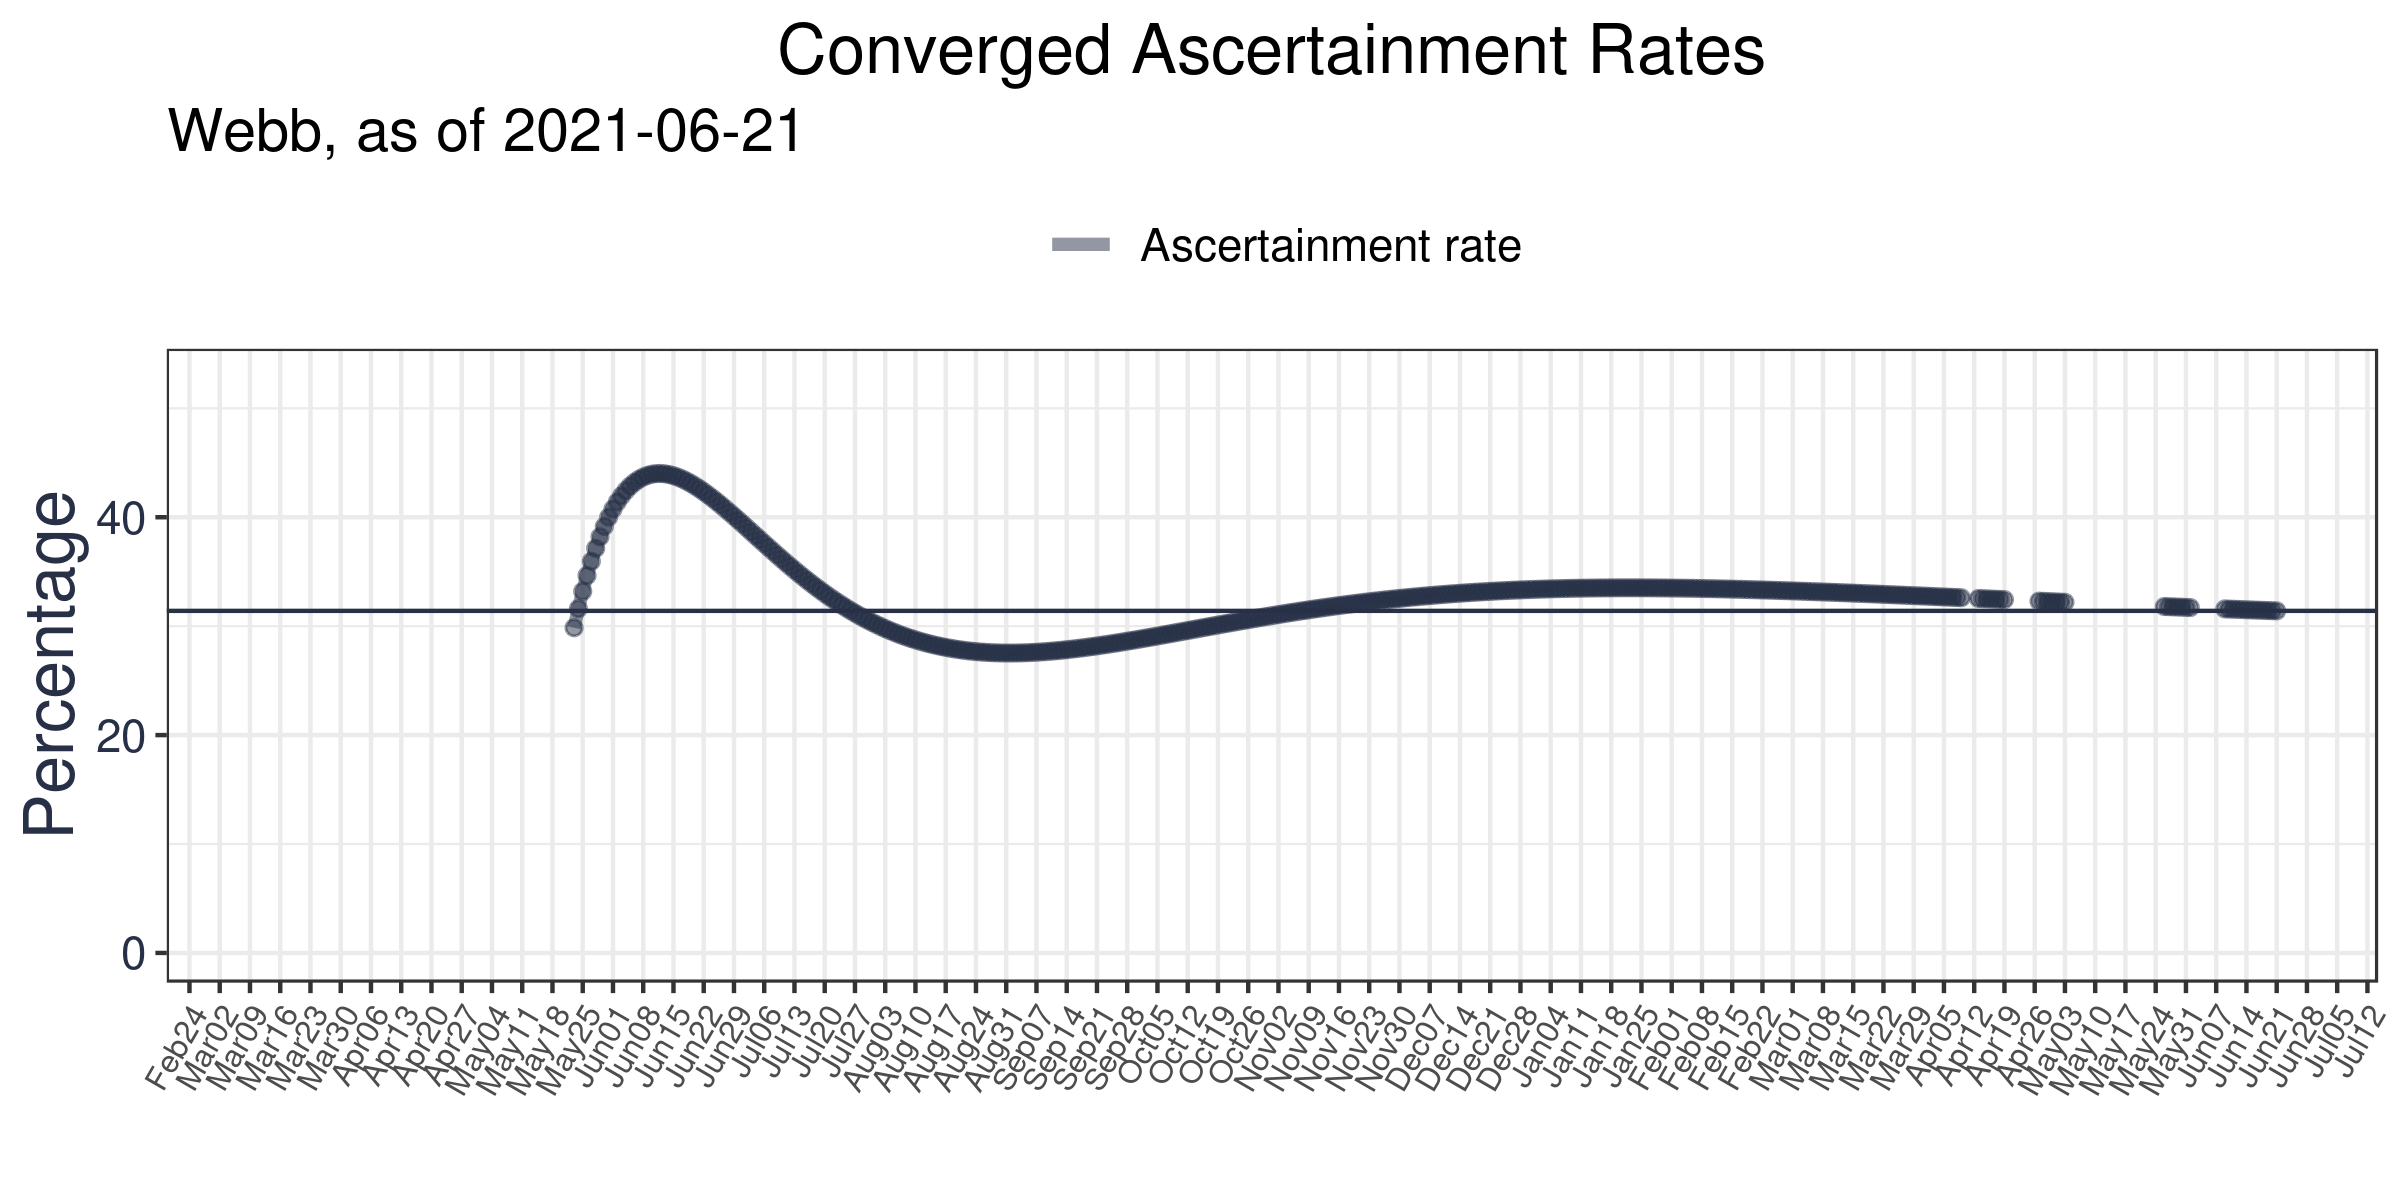 Converged Ascertainment Rates
Webb, as of 2021-06-21
Ascertainment rate
Percentage
40
20
0
Feb24
Mar02
Mar09
Mar16
Mar23
Mar30
Apr06
Apr13
Apr20
Apr27
May04
May11
May18
May25
Jun01
Jun08
Jun15
Jun22
Jun29
Jul06
Jul13
Jul20
Jul27
Aug03
Aug10
Aug17
Aug24
Aug31
Sep07
Sep14
Sep21
Sep28
Oct05
Oct12
Oct19
Oct26
Nov02
Nov09
Nov16
Nov23
Nov30
Dec07
Dec14
Dec21
Dec28
Jan04
Jan11
Jan18
Jan25
Feb01
Feb08
Feb15
Feb22
Mar01
Mar08
Mar15
Mar22
Mar29
Apr05
Apr12
Apr19
Apr26
May03
May10
May17
May24
May31
Jun07
Jun14
Jun21
Jun28
Jul05
Jul12